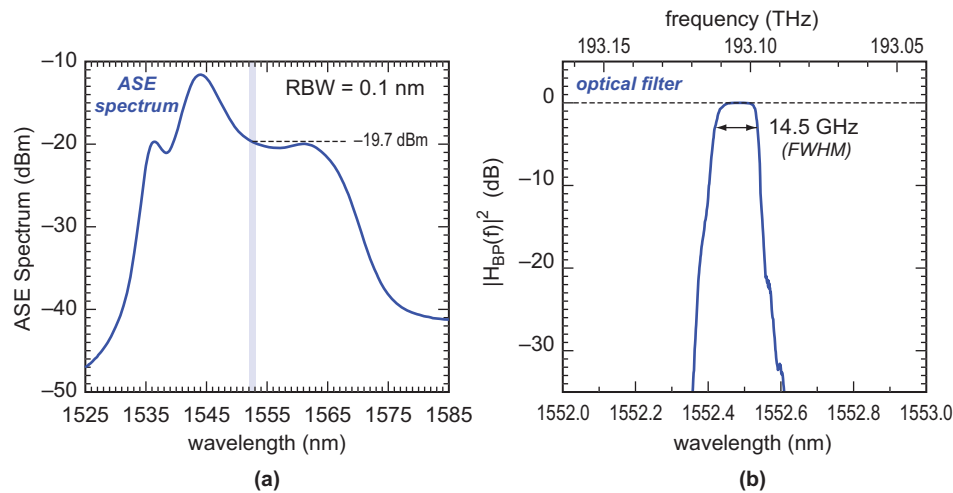 ASE
spectrum
RBW = 0.1 nm
−19.7 dBm
ASE Spectrum (dBm)
−10
−20
−30
−40
−50
1525 1535 1545 1555 1565 1575 1585
wavelength (nm)
(a)
frequency (THz)
193.15 193.10 193.05
optical filter
14.5 GHz
(FWHM)
|H_BP(f)|² (dB)
0
−10
−20
−30
1552.0 1552.2 1552.4 1552.6 1552.8 1553.0
wavelength (nm)
(b)